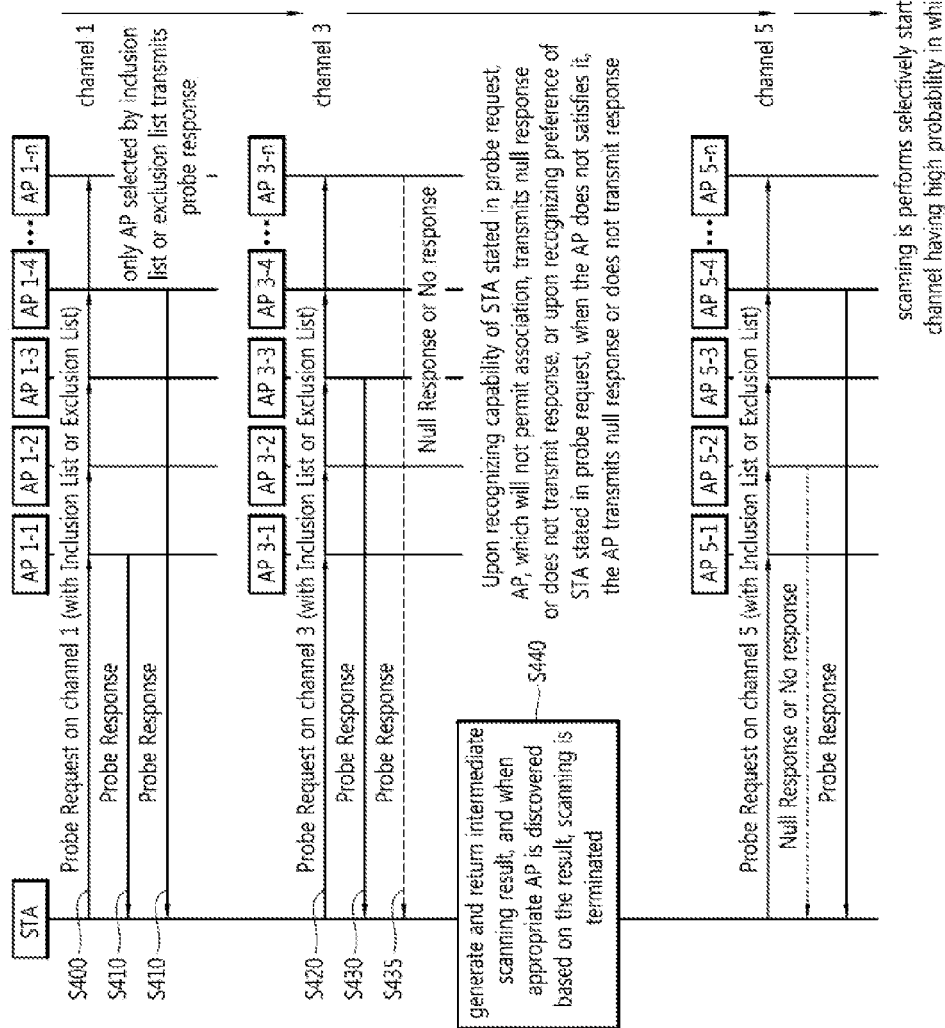 STA
AP 1-1
AP 1-2
AP 1-3
AP 1-4
•••
AP 1-n
S400
Probe Request on channel 1 (with Inclusion List or Exclusion List)
channel 1
S410
Probe Response
S410
Probe Response
only AP selected by inclusion
list or exclusion list transmits
probe response
AP 3-1
AP 3-2
AP 3-3
AP 3-4
•••
AP 3-n
S420
Probe Request on channel 3 (with Inclusion List or Exclusion List)
channel 3
S430
Probe Response
S435
Probe Response
Null Response or No response
S440
generate and return intermediate
scanning result, and when
appropriate AP is discovered
based on the result, scanning is
terminated
Upon recognizing capability of STA stated in probe request,
AP, which will not permit association, transmits null response
or does not transmit response, or upon recognizing preference of
STA stated in probe request, when the AP does not satisfies it,
the AP transmits null response or does not transmit response
AP 5-1
AP 5-2
AP 5-3
AP 5-4
•••
AP 5-n
Probe Request on channel 5 (with Inclusion List or Exclusion List)
channel 5
Null Response or No response
Probe Response
scanning is performs selectively start
channel having high probability in whi